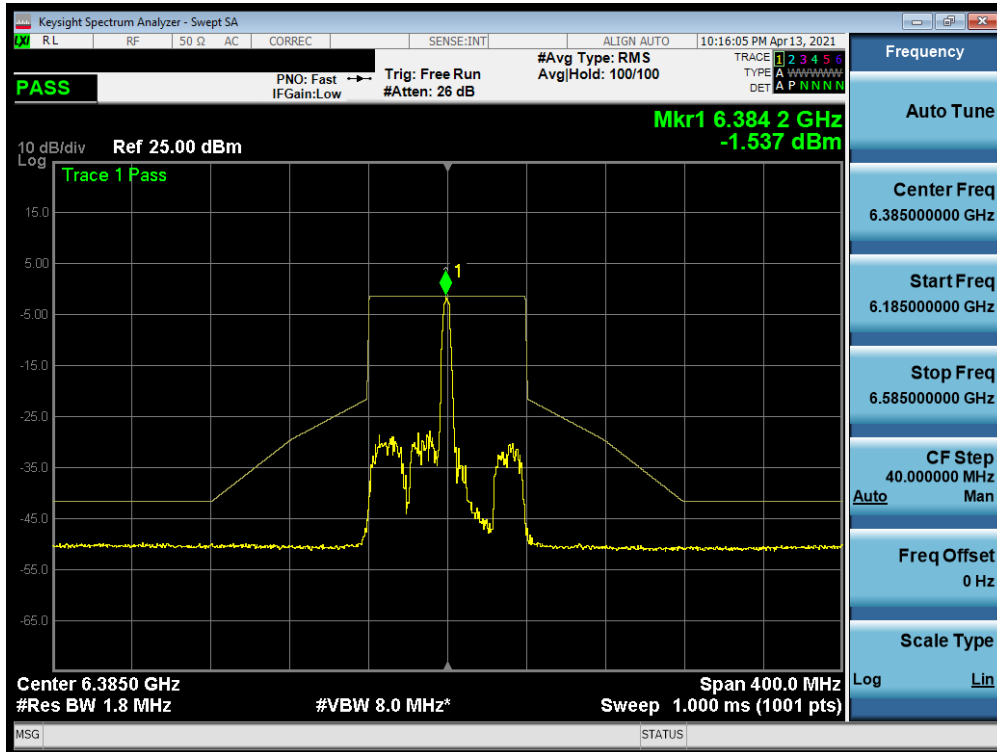 Keysight Spectrum Analyzer - Swept SA
LXI RL RF 50 Ω AC CORREC SENSE:INT ALIGN AUTO 10:16:05 PM Apr 13, 2021
PASS
PNO: Fast
IFGain:Low
Trig: Free Run
#Atten: 26 dB
#Avg Type: RMS
Avg|Hold: 100/100
TRACE 1 2 3 4 5 6
TYPE A WWWWW
DET A P N N N N
Mkr1 6.384 2 GHz
-1.537 dBm
10 dB/div Ref 25.00 dBm
Log
Trace 1 Pass
1
15.0
5.00
-5.00
-15.0
-25.0
-35.0
-45.0
-55.0
-65.0
Center 6.3850 GHz Span 400.0 MHz
#Res BW 1.8 MHz #VBW 8.0 MHz* Sweep 1.000 ms (1001 pts)
MSG STATUS
Frequency
Auto Tune
Center Freq
6.385000000 GHz
Start Freq
6.185000000 GHz
Stop Freq
6.585000000 GHz
CF Step
40.000000 MHz
Auto Man
Freq Offset
0 Hz
Scale Type
Log Lin